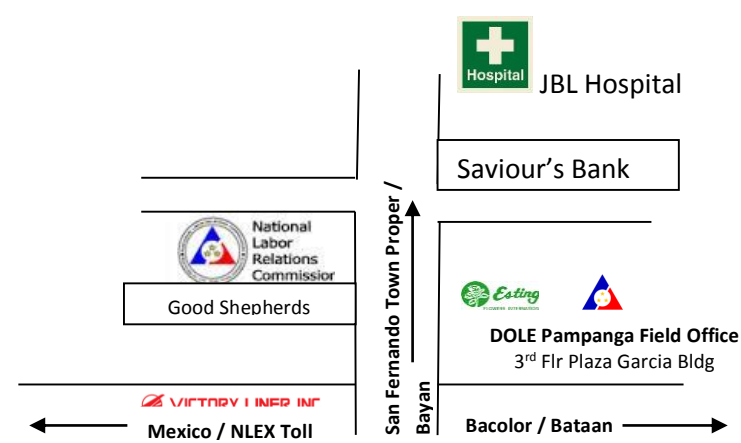 Hospital
JBL Hospital
Saviour's Bank
National
Labor
Relations
Commission
Good Shepherds
San Fernando Town Proper /
Bayan
Esting
DOLE Pampanga Field Office
3rd Flr Plaza Garcia Bldg
VICTORY LINER INC
Mexico / NLEX Toll
Bacolor / Bataan